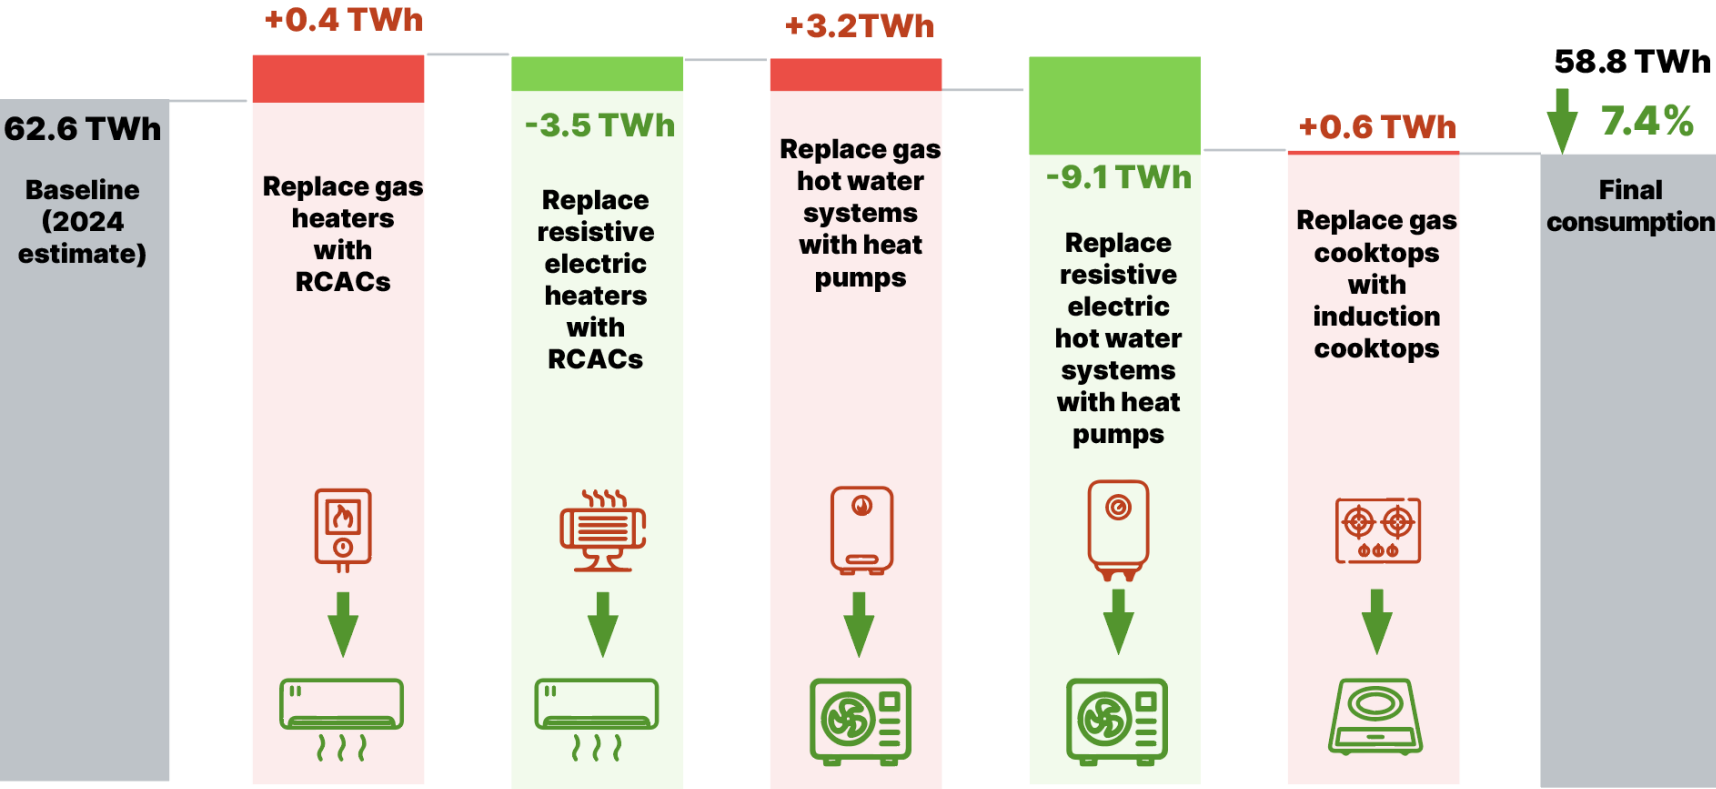 62.6 TWh
Baseline
(2024
estimate)
+0.4 TWh
Replace gas
heaters
with
RCACs
-3.5 TWh
Replace
resistive
electric
heaters
with
RCACs
+3.2TWh
Replace gas
hot water
systems
with heat
pumps
-9.1 TWh
Replace
resistive
electric
hot water
systems
with heat
pumps
+0.6 TWh
Replace gas
cooktops
with
induction
cooktops
58.8 TWh
7.4%
Final
consumption